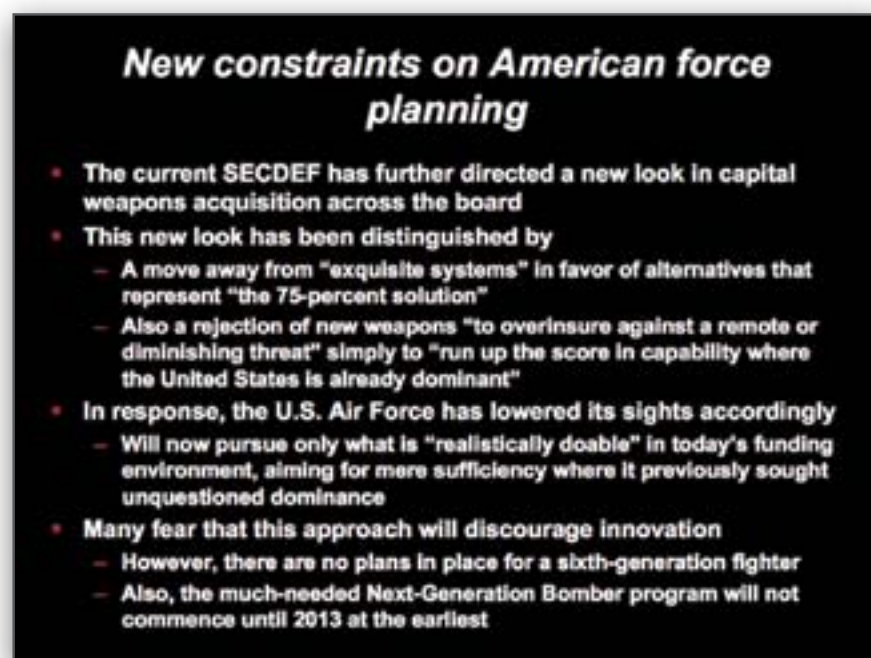 New constraints on American force
planning
▪ The current SECDEF has further directed a new look in capital
weapons acquisition across the board
▪ This new look has been distinguished by
– A move away from "exquisite systems" in favor of alternatives that
represent "the 75-percent solution"
– Also a rejection of new weapons "to overinsure against a remote or
diminishing threat" simply to "run up the score in capability where
the United States is already dominant"
▪ In response, the U.S. Air Force has lowered its sights accordingly
– Will now pursue only what is "realistically doable" in today's funding
environment, aiming for mere sufficiency where it previously sought
unquestioned dominance
▪ Many fear that this approach will discourage innovation
– However, there are no plans in place for a sixth-generation fighter
– Also, the much-needed Next-Generation Bomber program will not
commence until 2013 at the earliest